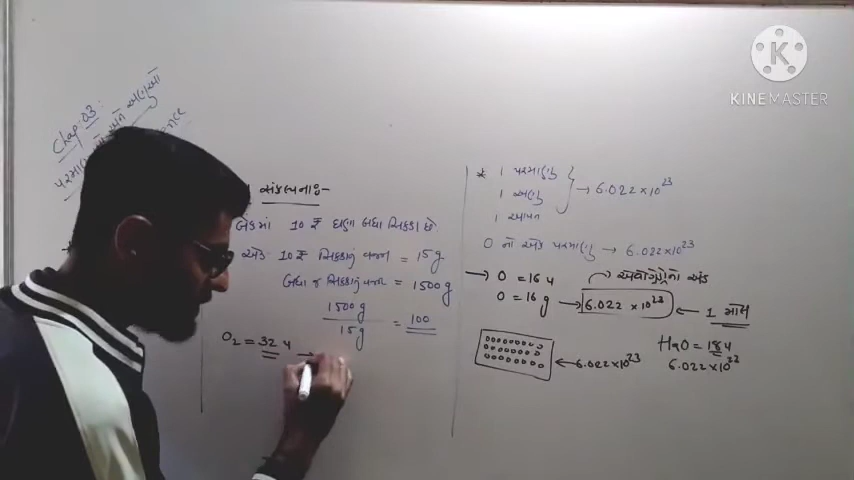 Chap:03:
સંકલ્પનાઃ-
બેંકમાં 10 ₹ ઘણા બધા સિક્કા છે.
એક 10 ₹ સિક્કાનું વજન = 15g
બધા જ સિક્કાનું વજન = 1500g
1500g
15g
= 100
O2 = 32 u →
* 1 પરમાણુ
1 અણુ
1 આયન
→ 6.022×10^23
O નો એક પરમાણુ → 6.022×10^23
→ O = 16 u
એવોગેડ્રો અંક
O = 16 g → 6.022 × 10^23 ← 1 મોલ
← 6.022×10^23
H2O = 18u
6.022×10^23
KINEMASTER